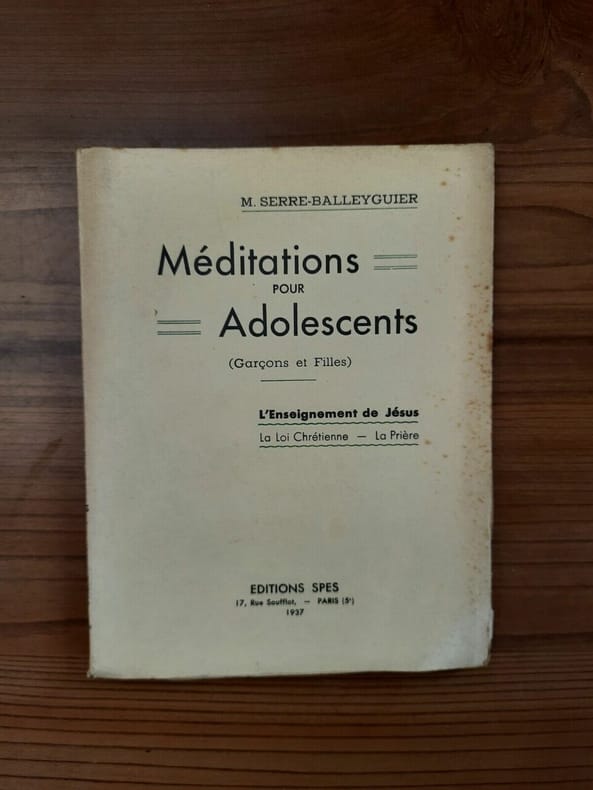 M. SERRE-BALLEYGUIER
Méditations
POUR
Adolescents
(Garçons et Filles)
L'Enseignement de Jésus
La Loi Chrétienne — La Prière
EDITIONS SPES
17, Rue Soufflot, — PARIS (5e)
1937